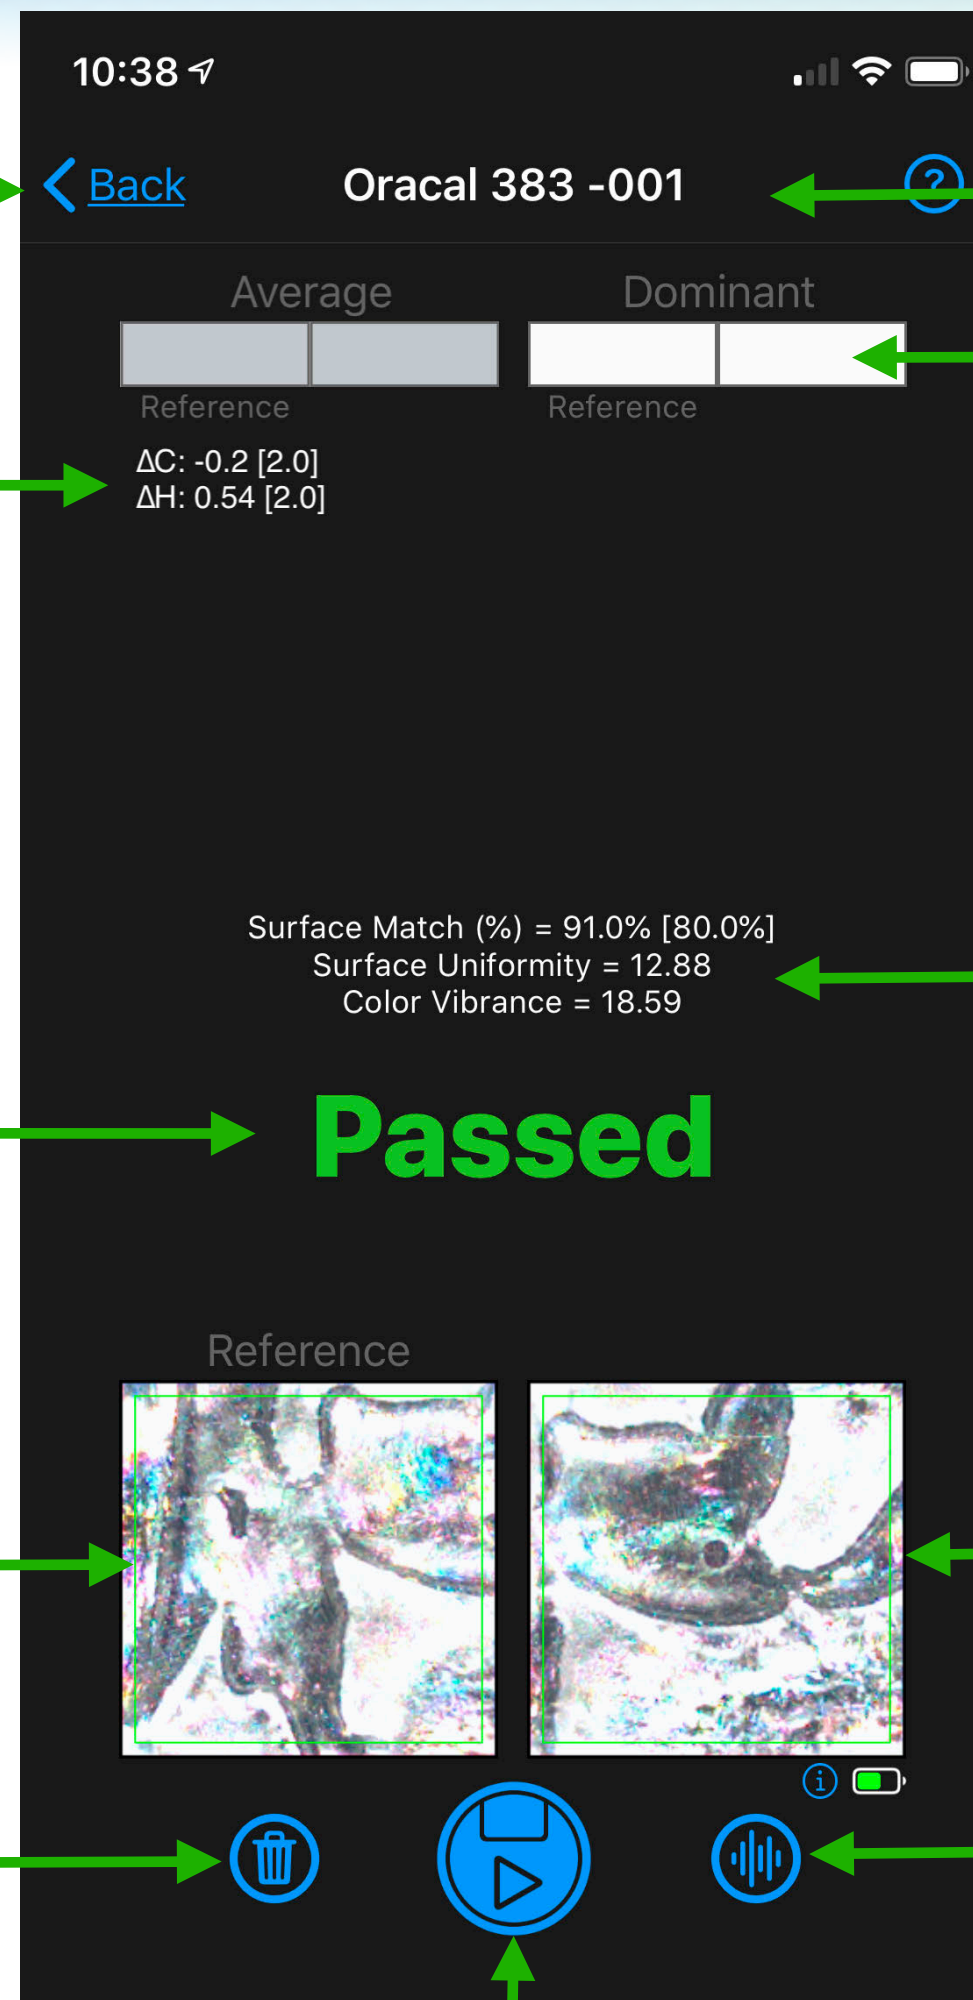 10:38
Back
Oracal 383 -001
?
Average
Dominant
Reference
Reference
ΔC: -0.2 [2.0]
ΔH: 0.54 [2.0]
Surface Match (%) = 91.0% [80.0%]
Surface Uniformity = 12.88
Color Vibrance = 18.59
Passed
Reference
i